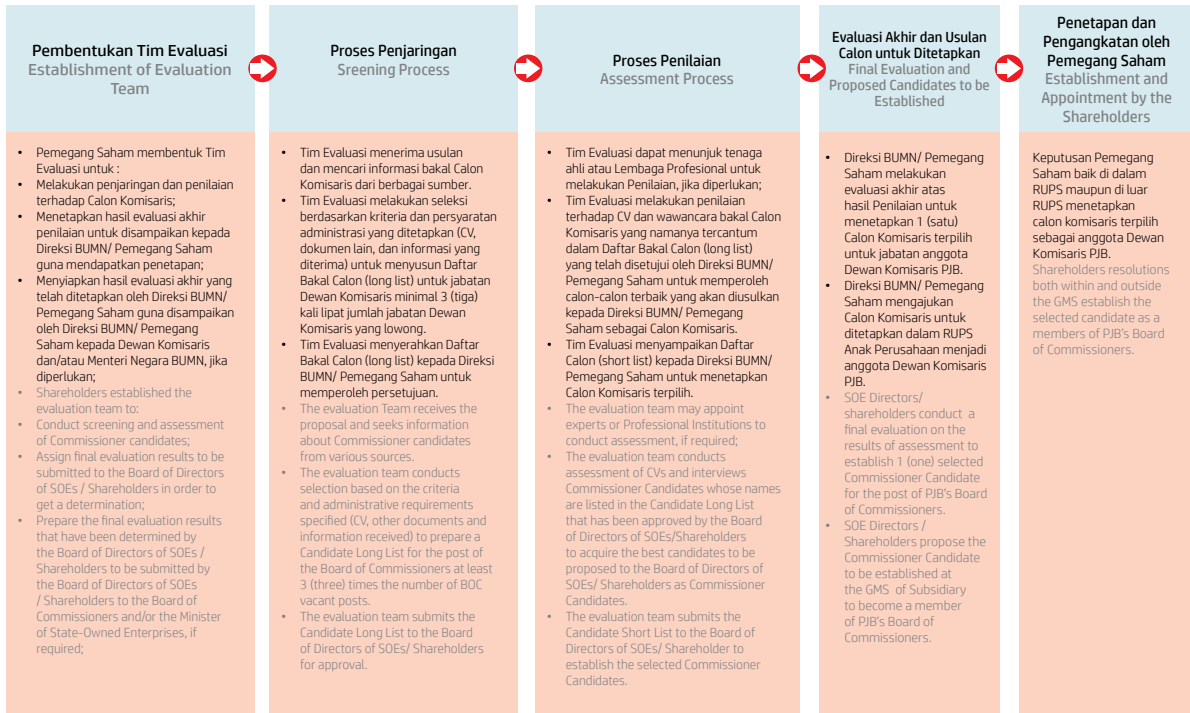 Pembentukan Tim Evaluasi
Establishment of Evaluation
Team
• Pemegang Saham membentuk Tim
Evaluasi untuk :
• Melakukan penjaringan dan penilaian
terhadap Calon Komisaris;
• Menetapkan hasil evaluasi akhir
penilaian untuk disampaikan kepada
Direksi BUMN/ Pemegang Saham
guna mendapatkan penetapan;
• Menyiapkan hasil evaluasi akhir yang
telah ditetapkan oleh Direksi BUMN/
Pemegang Saham guna disampaikan
oleh Direksi BUMN/ Pemegang
Saham kepada Dewan Komisaris
dan/atau Menteri Negara BUMN, jika
diperlukan;
• Shareholders established the
evaluation team to:
• Conduct screening and assessment
of Commissioner candidates;
• Assign final evaluation results to be
submitted to the Board of Directors
of SOEs / Shareholders in order to
get a determination;
• Prepare the final evaluation results
that have been determined by
the Board of Directors of SOEs /
Shareholders to be submitted by
the Board of Directors of SOEs
/ Shareholders to the Board of
Commissioners and/or the Minister
of State-Owned Enterprises, if
required;
Proses Penjaringan
Sreening Process
• Tim Evaluasi menerima usulan
dan mencari informasi bakal Calon
Komisaris dari berbagai sumber.
• Tim Evaluasi melakukan seleksi
berdasarkan kriteria dan persyaratan
administrasi yang ditetapkan (CV,
dokumen lain, dan informasi yang
diterima) untuk menyusun Daftar
Bakal Calon (long list) untuk jabatan
Dewan Komisaris minimal 3 (tiga)
kali lipat jumlah jabatan Dewan
Komisaris yang lowong.
• Tim Evaluasi menyerahkan Daftar
Bakal Calon (long list) kepada Direksi
BUMN/ Pemegang Saham untuk
memperoleh persetujuan.
• The evaluation Team receives the
proposal and seeks information
about Commissioner candidates
from various sources.
• The evaluation team conducts
selection based on the criteria
and administrative requirements
specified (CV, other documents and
information received) to prepare a
Candidate Long List for the post of
the Board of Commissioners at least
3 (three) times the number of BOC
vacant posts.
• The evaluation team submits the
Candidate Long List to the Board
of Directors of SOEs/ Shareholders
for approval.
Proses Penilaian
Assessment Process
• Tim Evaluasi dapat menunjuk tenaga
ahli atau Lembaga Profesional untuk
melakukan Penilaian, jika diperlukan;
• Tim Evaluasi melakukan penilaian
terhadap CV dan wawancara bakal Calon
Komisaris yang namanya tercantum
dalam Daftar Bakal Calon (long list)
yang telah disetujui oleh Direksi BUMN/
Pemegang Saham untuk memperoleh
calon-calon terbaik yang akan diusulkan
kepada Direksi BUMN/ Pemegang
Saham sebagai Calon Komisaris.
• Tim Evaluasi menyampaikan Daftar
Calon (short list) kepada Direksi BUMN/
Pemegang Saham untuk menetapkan
Calon Komisaris terpilih.
• The evaluation team may appoint
experts or Professional Institutions to
conduct assessment, if required;
• The evaluation team conducts
assessment of CVs and interviews
Commissioner Candidates whose names
are listed in the Candidate Long List
that has been approved by the Board
of Directors of SOEs/Shareholders
to acquire the best candidates to be
proposed to the Board of Directors of
SOEs/ Shareholders as Commissioner
Candidates.
• The evaluation team submits the
Candidate Short List to the Board of
Directors of SOEs/ Shareholder to
establish the selected Commissioner
Candidates.
Evaluasi Akhir dan Usulan
Calon untuk Ditetapkan
Final Evaluation and
Proposed Candidates to be
Established
• Direksi BUMN/ Pemegang
Saham melakukan
evaluasi akhir atas
hasil Penilaian untuk
menetapkan 1 (satu)
Calon Komisaris terpilih
untuk jabatan anggota
Dewan Komisaris PJB.
• Direksi BUMN/ Pemegang
Saham mengajukan
Calon Komisaris untuk
ditetapkan dalam RUPS
Anak Perusahaan menjadi
anggota Dewan Komisaris
PJB.
• SOE Directors/
shareholders conduct a
final evaluation on the
results of assessment to
establish 1 (one) selected
Commissioner Candidate
for the post of PJB's Board
of Commissioners.
• SOE Directors /
Shareholders propose the
Commissioner Candidate
to be established at
the GMS of Subsidiary
to become a member
of PJB's Board of
Commissioners.
Penetapan dan
Pengangkatan oleh
Pemegang Saham
Establishment and
Appointment by the
Shareholders
Keputusan Pemegang
Saham baik di dalam
RUPS maupun di luar
RUPS menetapkan
calon komisaris terpilih
sebagai anggota Dewan
Komisaris PJB.
Shareholders resolutions
both within and outside
the GMS establish the
selected candidate as a
members of PJB's Board
of Commissioners.